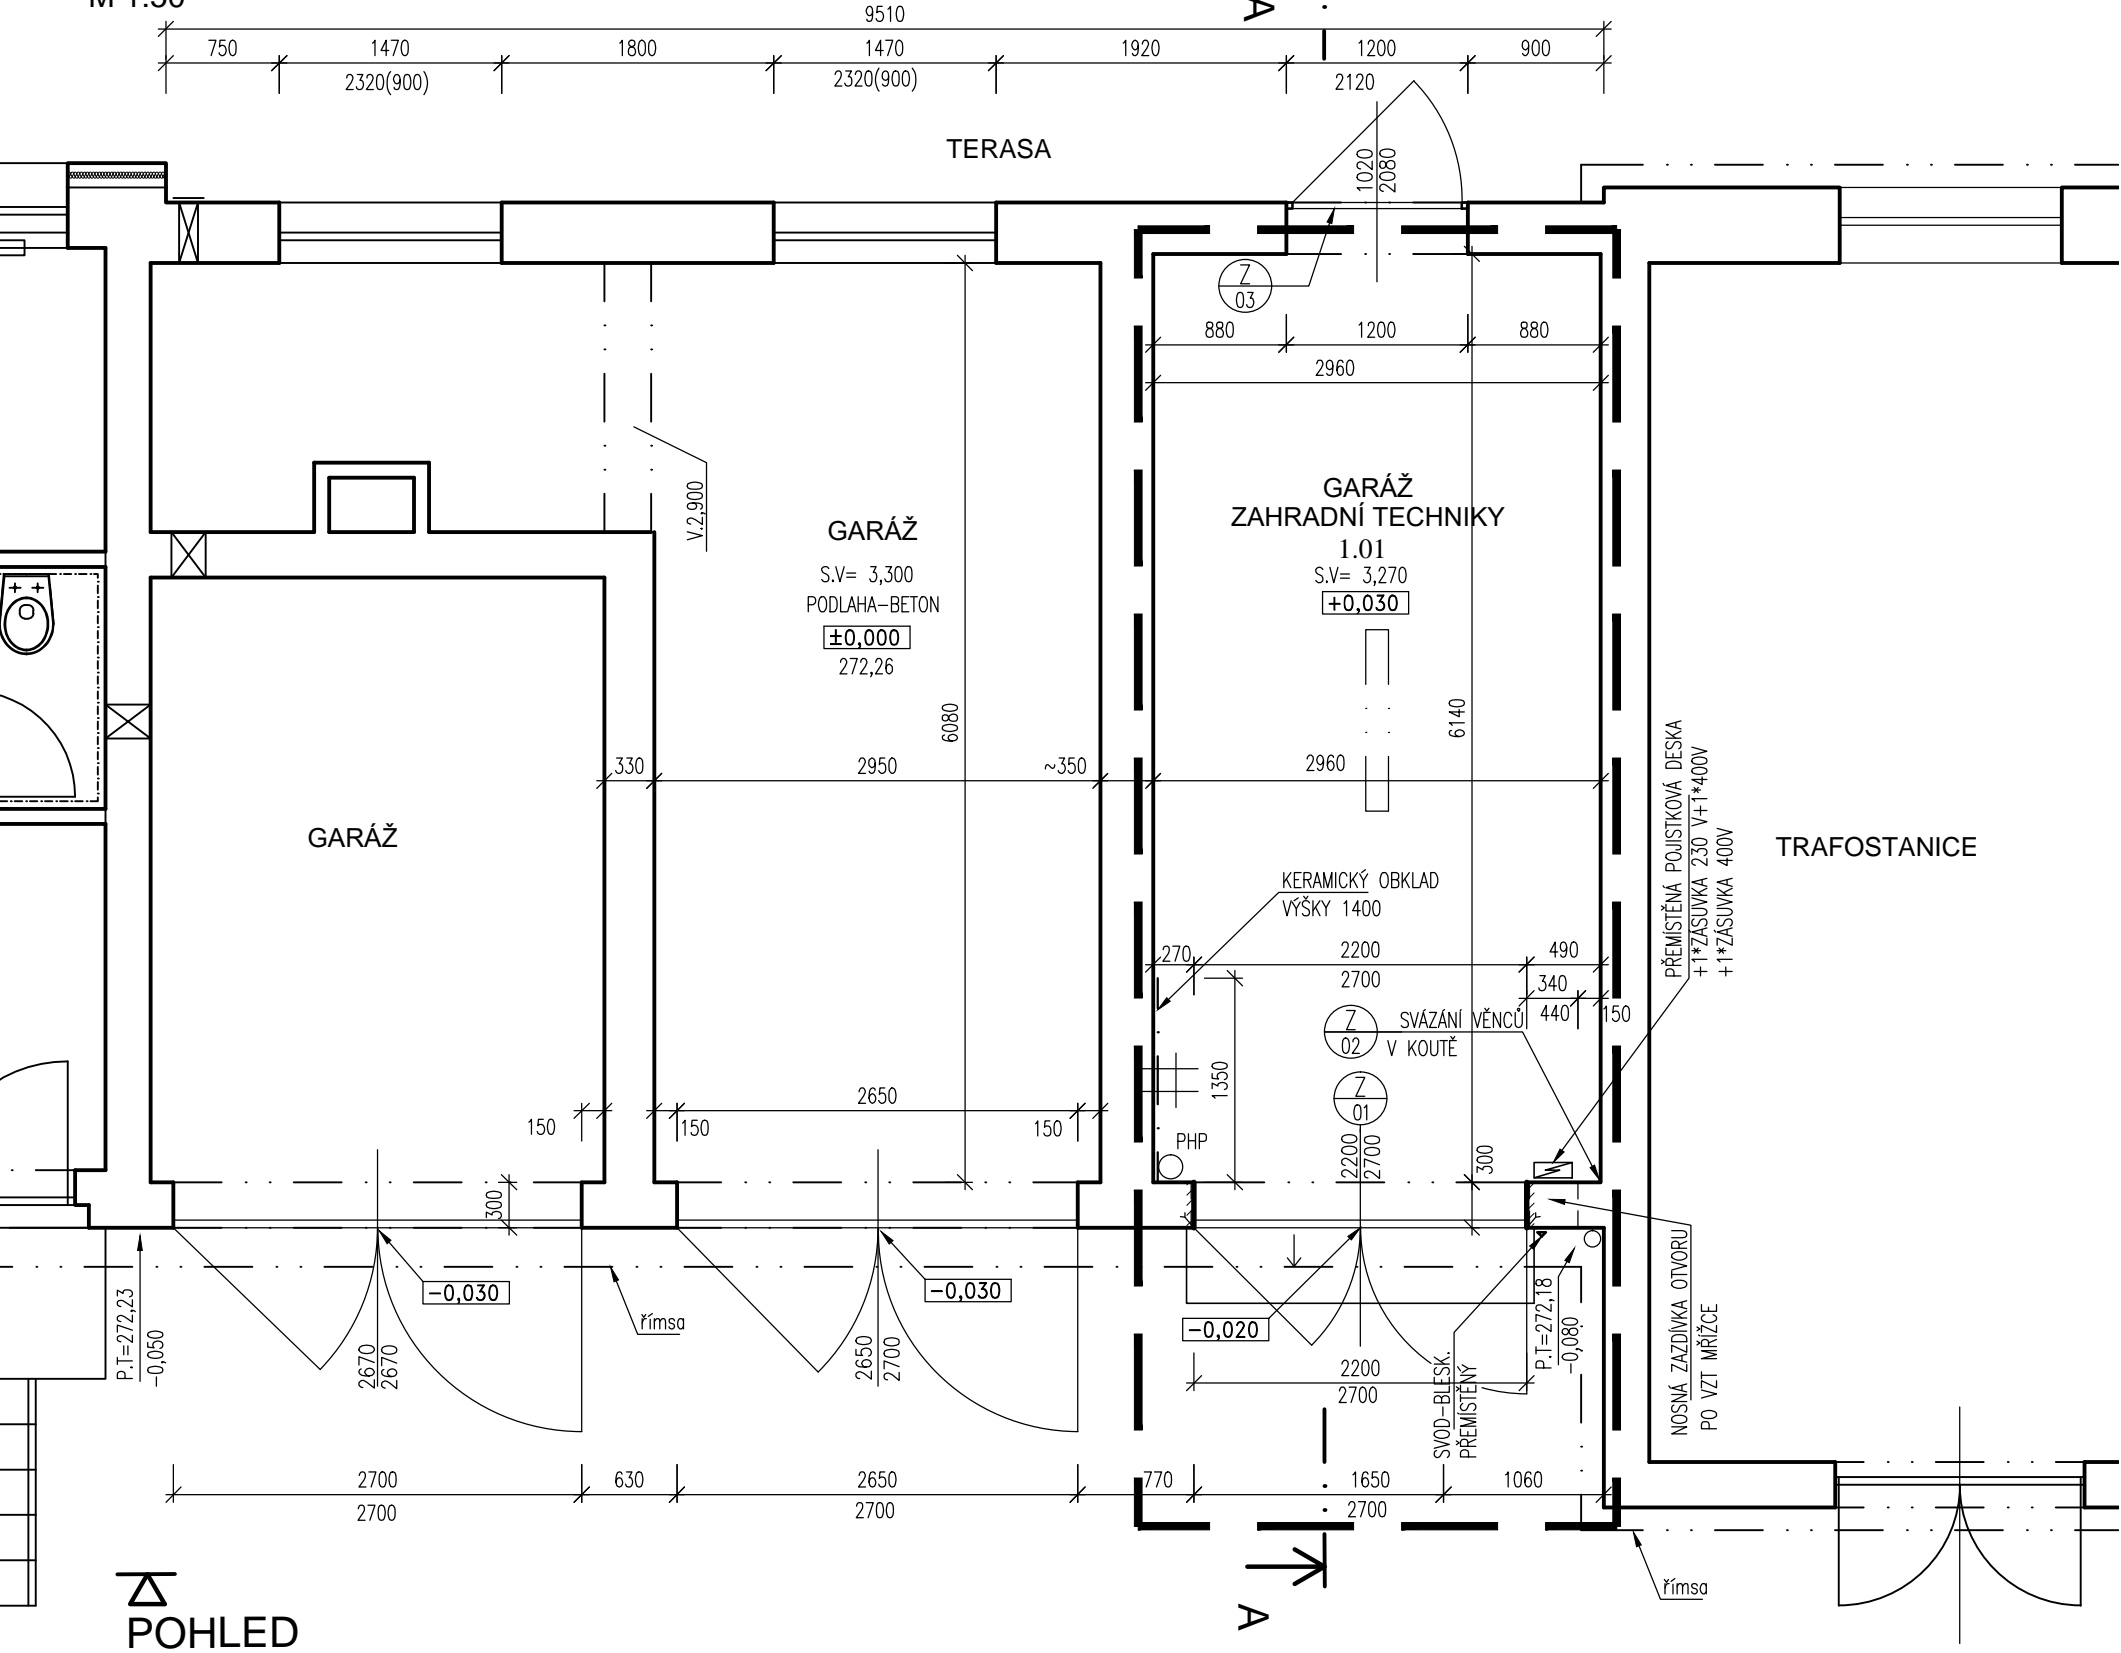 A
9510
750
1470
1800
1470
1920
1200
900
2320(900)
2320(900)
2120
TERASA
1020
2080
Z
03
880
1200
880
2960
V.2,900
GARÁŽ
S.V= 3,300
PODLAHA-BETON
±0,000
272,26
GARÁŽ
ZAHRADNÍ TECHNIKY
1.01
S.V= 3,270
+0,030
6080
6140
330
2950
~350
2960
GARÁŽ
TRAFOSTANICE
PŘEMÍSTĚNÁ POJISTKOVÁ DESKA
+1*ZÁSUVKA 230 V+1*400V
+1*ZÁSUVKA 400V
KERAMICKÝ OBKLAD
VÝŠKY 1400
270
2200
490
2700
340
440
150
Z
02
SVÁZÁNÍ VĚNCŮ
V KOUTĚ
1350
Z
01
2650
150
150
150
PHP
2200
2700
300
300
-0,030
-0,030
-0,020
P.T=272,23
-0,050
římsa
2670
2670
2650
2700
2200
2700
P.T=272,18
-0,080
SVOD-BLESK.
PŘEMÍSTĚNÝ
NOSNÁ ZAZDÍVKA OTVORU
PO VZT MŘÍŽCE
2700
630
2650
770
1650
1060
2700
2700
2700
římsa
A
POHLED